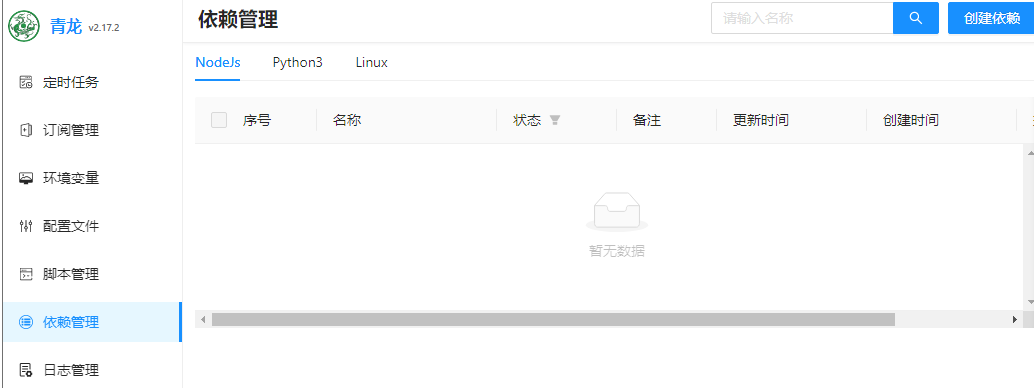 青龙 v2.17.2
依赖管理
请输入名称
创建依赖
NodeJs Python3 Linux
定时任务
订阅管理
环境变量
配置文件
脚本管理
依赖管理
日志管理
序号 名称 状态 备注 更新时间 创建时间
暂无数据